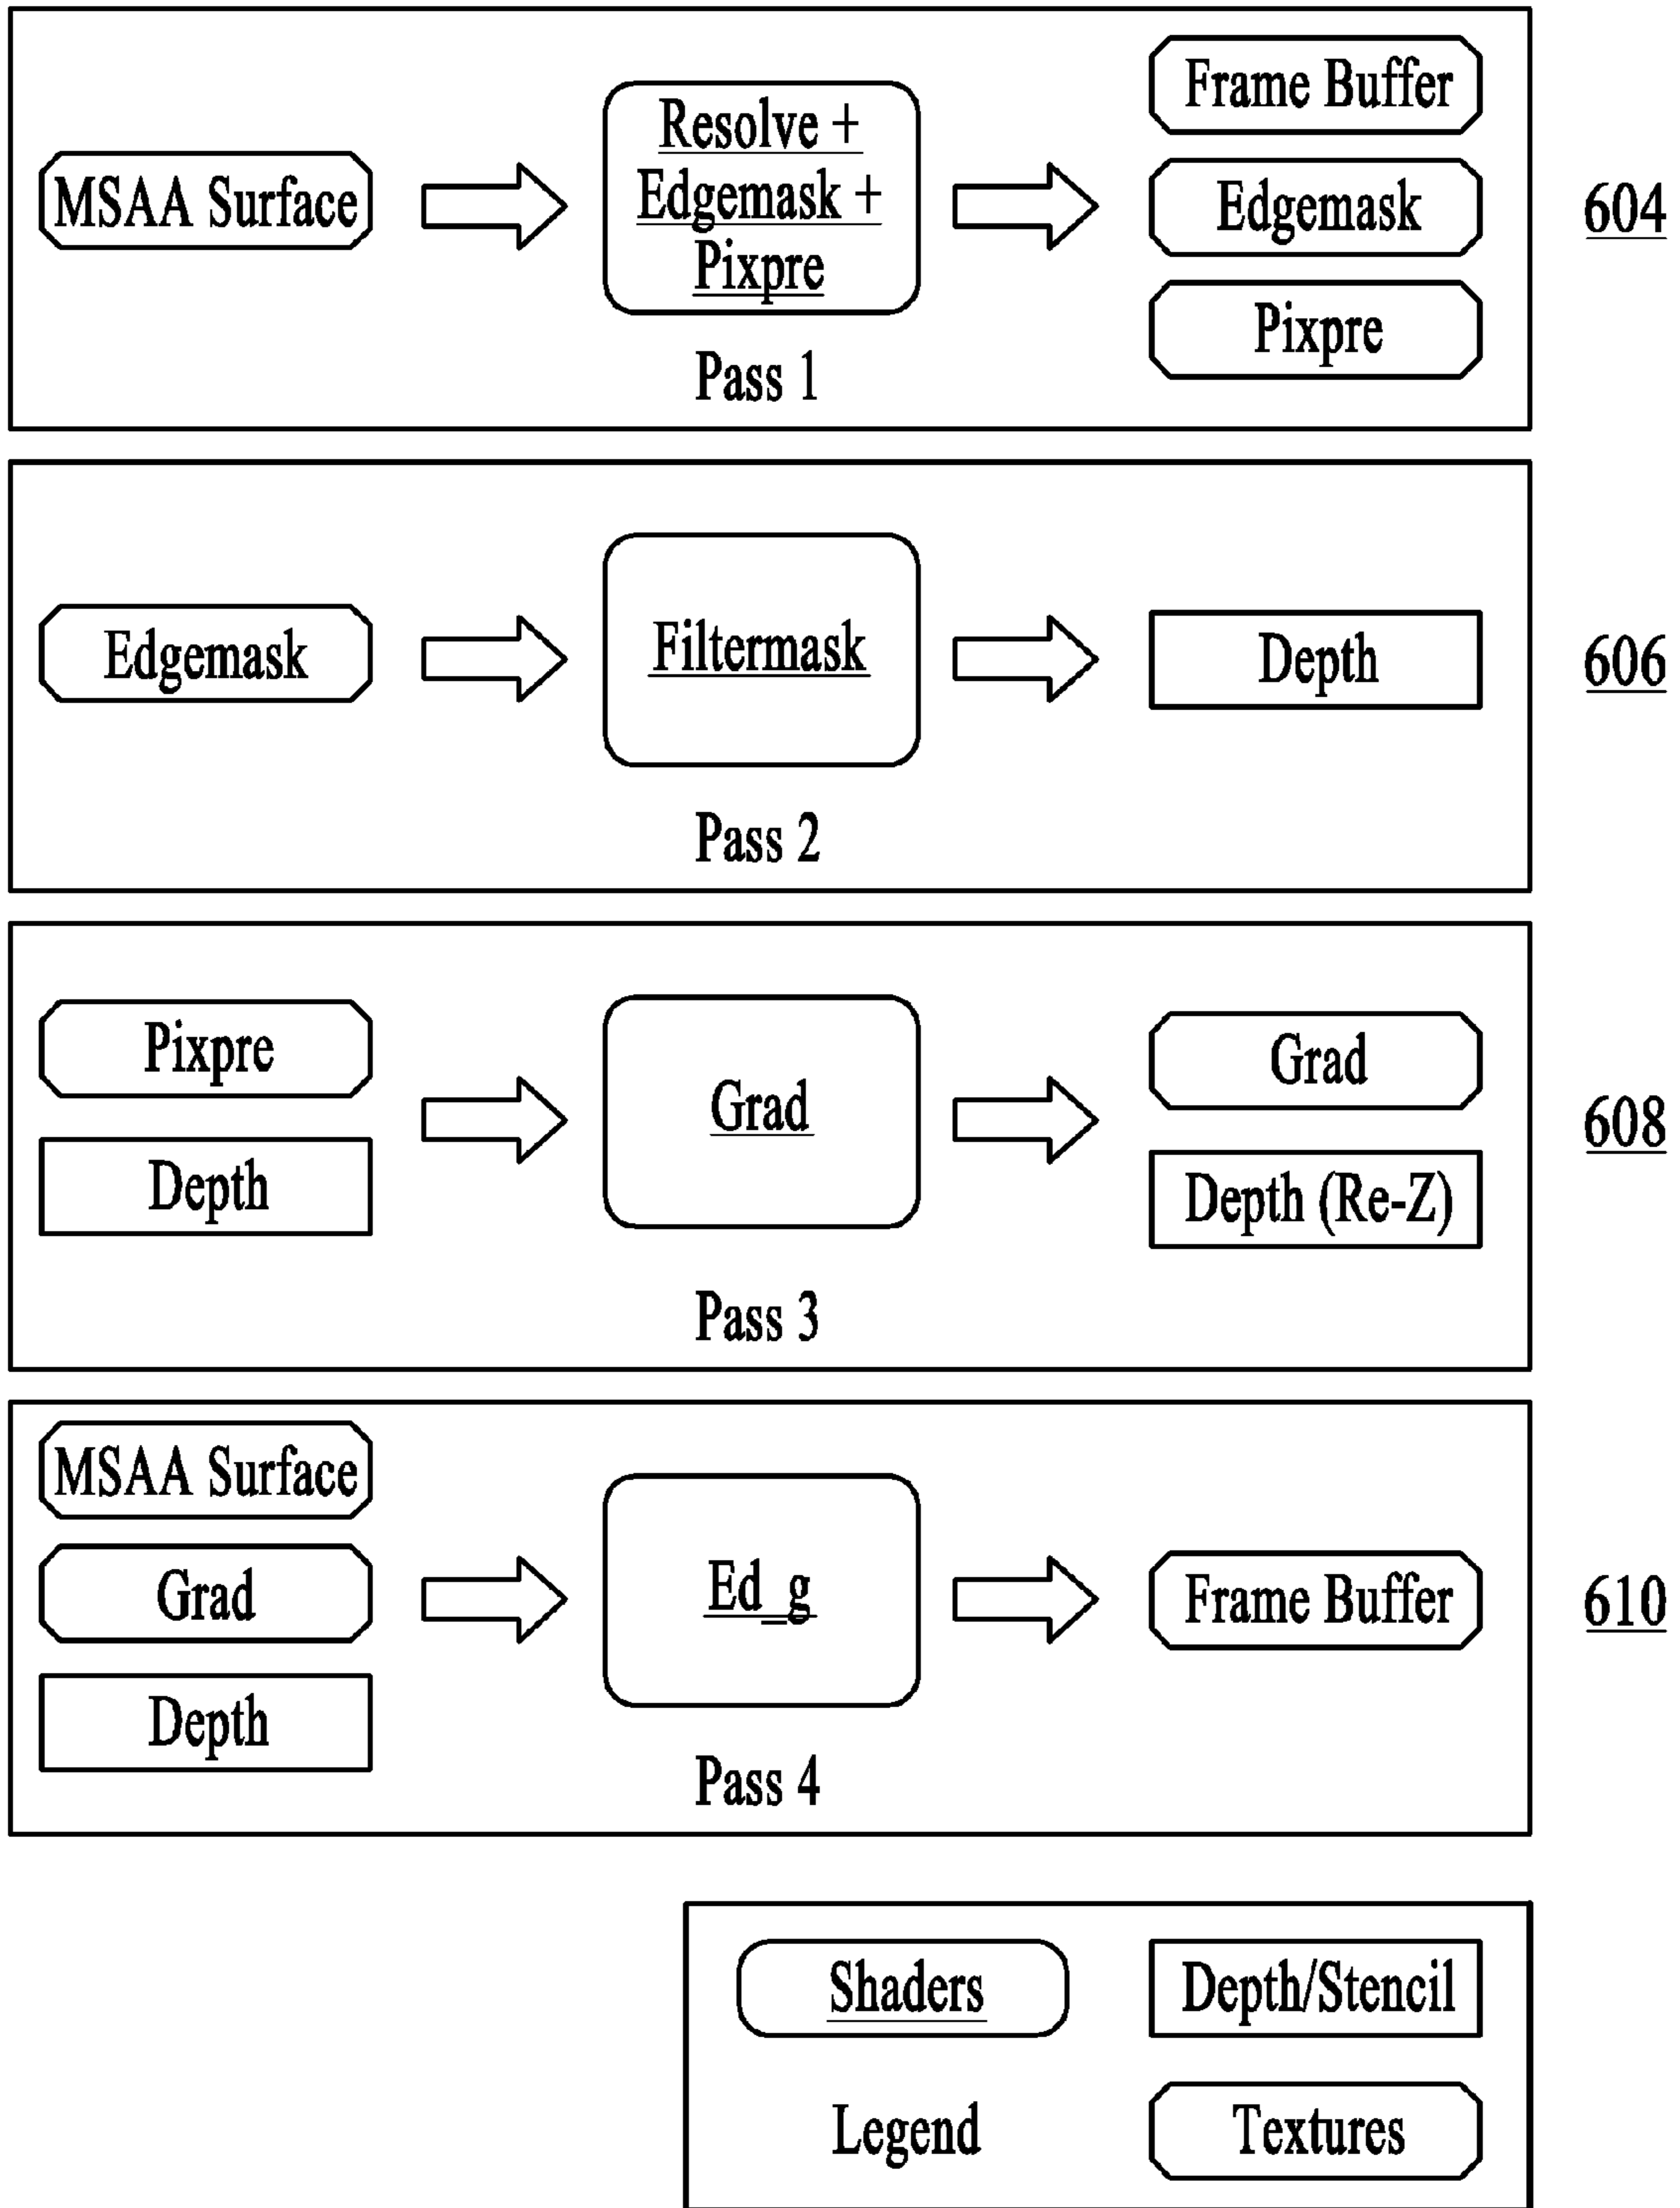 MSAA Surface
Resolve +
Edgemask +
Pixpre
Pass 1
Frame Buffer
Edgemask
Pixpre
604
Edgemask
Filtermask
Pass 2
Depth
606
Pixpre
Depth
Grad
Pass 3
Grad
Depth (Re-Z)
608
MSAA Surface
Grad
Depth
Ed_g
Pass 4
Frame Buffer
610
Shaders
Depth/Stencil
Legend
Textures